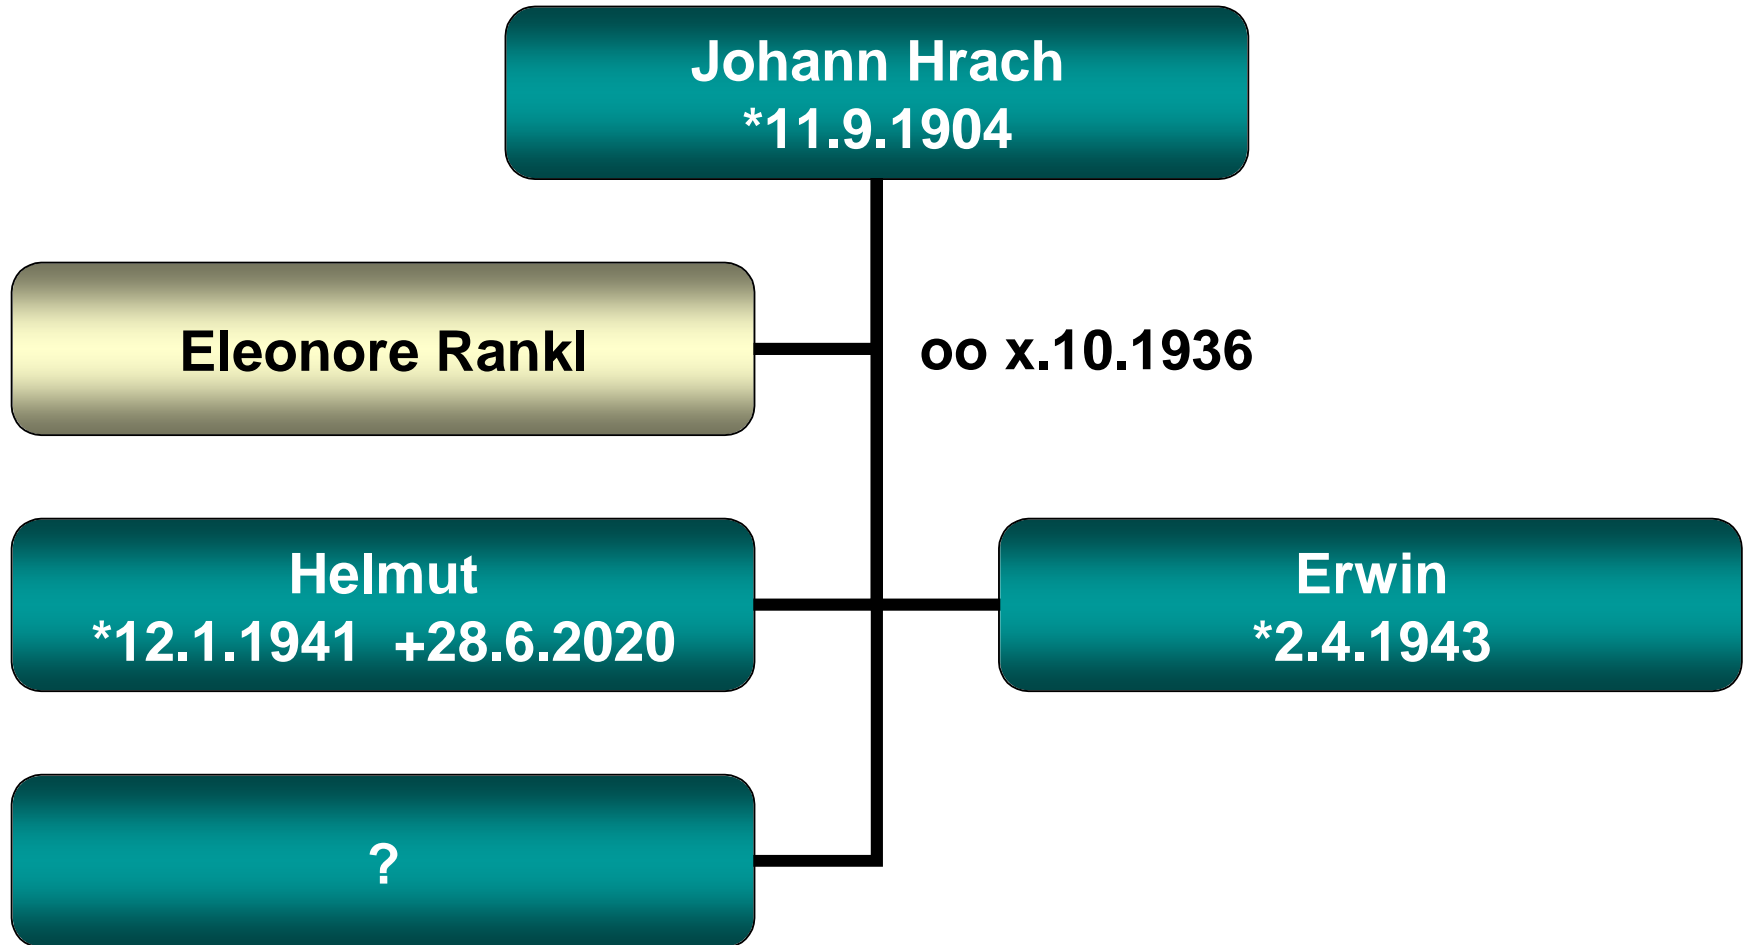 Johann Hrach
*11.9.1904
Eleonore Rankl
oo x.10.1936
Helmut
*12.1.1941  +28.6.2020
Erwin
*2.4.1943
?